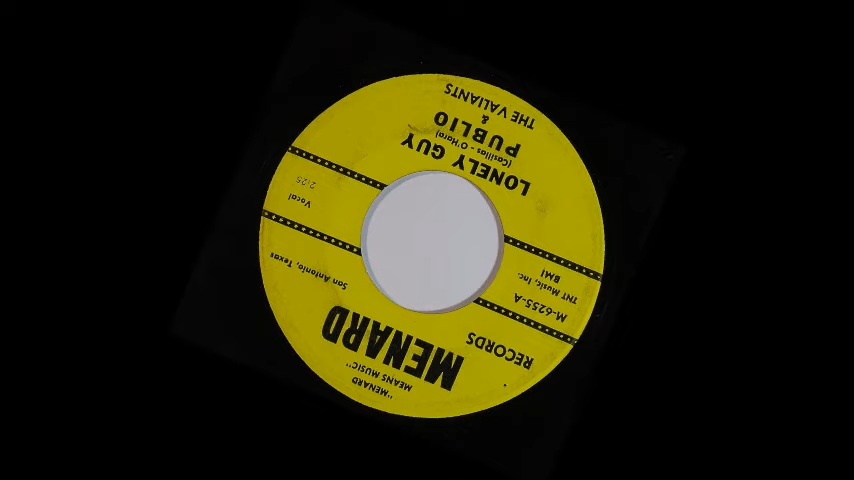 "MENARD
MEANS MUSIC"
MENARD
RECORDS
San Antonio, Texas
M-6255-A
TNT Music, Inc.
BMI
Vocal
2:25
LONELY GUY
(Casillas - O'Hara)
PUBLIO
&
THE VALIANTS